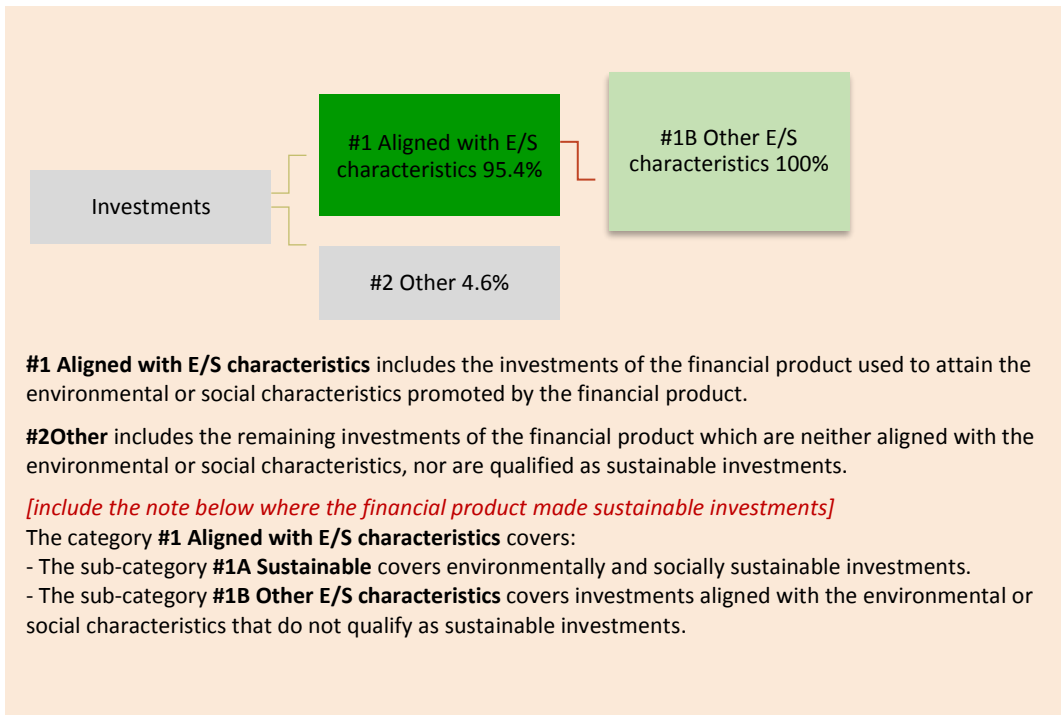 #1 Aligned with E/S
characteristics 95.4%
#1B Other E/S
characteristics 100%
Investments
#2 Other 4.6%
#1 Aligned with E/S characteristics includes the investments of the financial product used to attain the
environmental or social characteristics promoted by the financial product.
#2Other includes the remaining investments of the financial product which are neither aligned with the
environmental or social characteristics, nor are qualified as sustainable investments.
[include the note below where the financial product made sustainable investments]
The category #1 Aligned with E/S characteristics covers:
- The sub-category #1A Sustainable covers environmentally and socially sustainable investments.
- The sub-category #1B Other E/S characteristics covers investments aligned with the environmental or
social characteristics that do not qualify as sustainable investments.